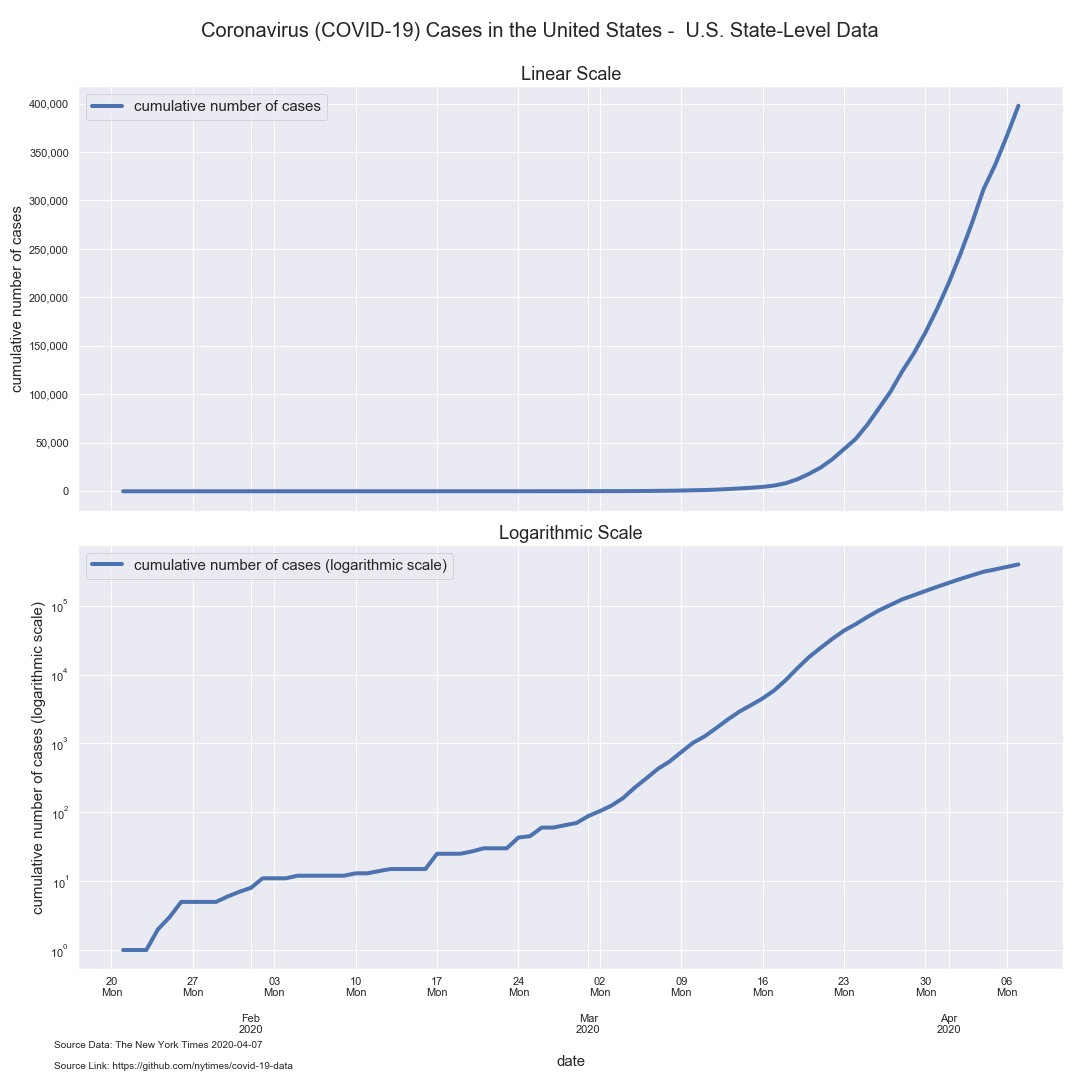 Coronavirus (COVID-19) Cases in the United States -  U.S. State-Level Data
Linear Scale
cumulative number of cases
cumulative number of cases
400,000
350,000
300,000
250,000
200,000
150,000
100,000
50,000
0
Logarithmic Scale
cumulative number of cases (logarithmic scale)
cumulative number of cases (logarithmic scale)
10⁵
10⁴
10³
10²
10¹
10⁰
20 27 03 10 17 24 02 09 16 23 30 06
Mon Mon Mon Mon Mon Mon Mon Mon Mon Mon Mon Mon
Feb Mar Apr
2020 2020 2020
date
Source Data: The New York Times 2020-04-07
Source Link: https://github.com/nytimes/covid-19-data